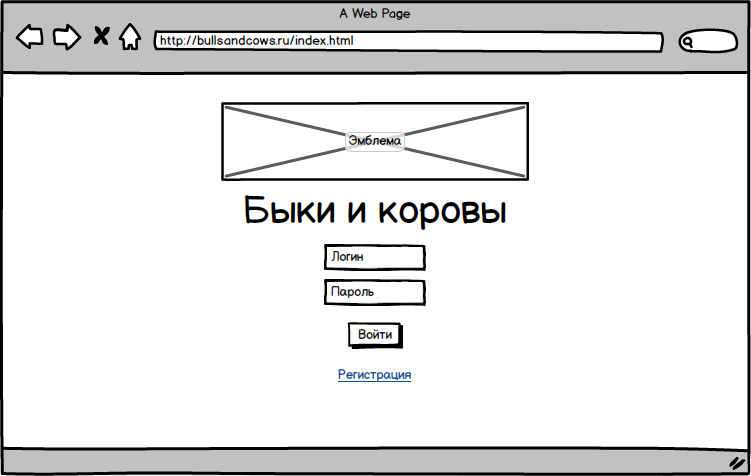 A Web Page
http://bullsandcows.ru/index.html
Эмблема
Быки и коровы
Логин
Пароль
Войти
Регистрация